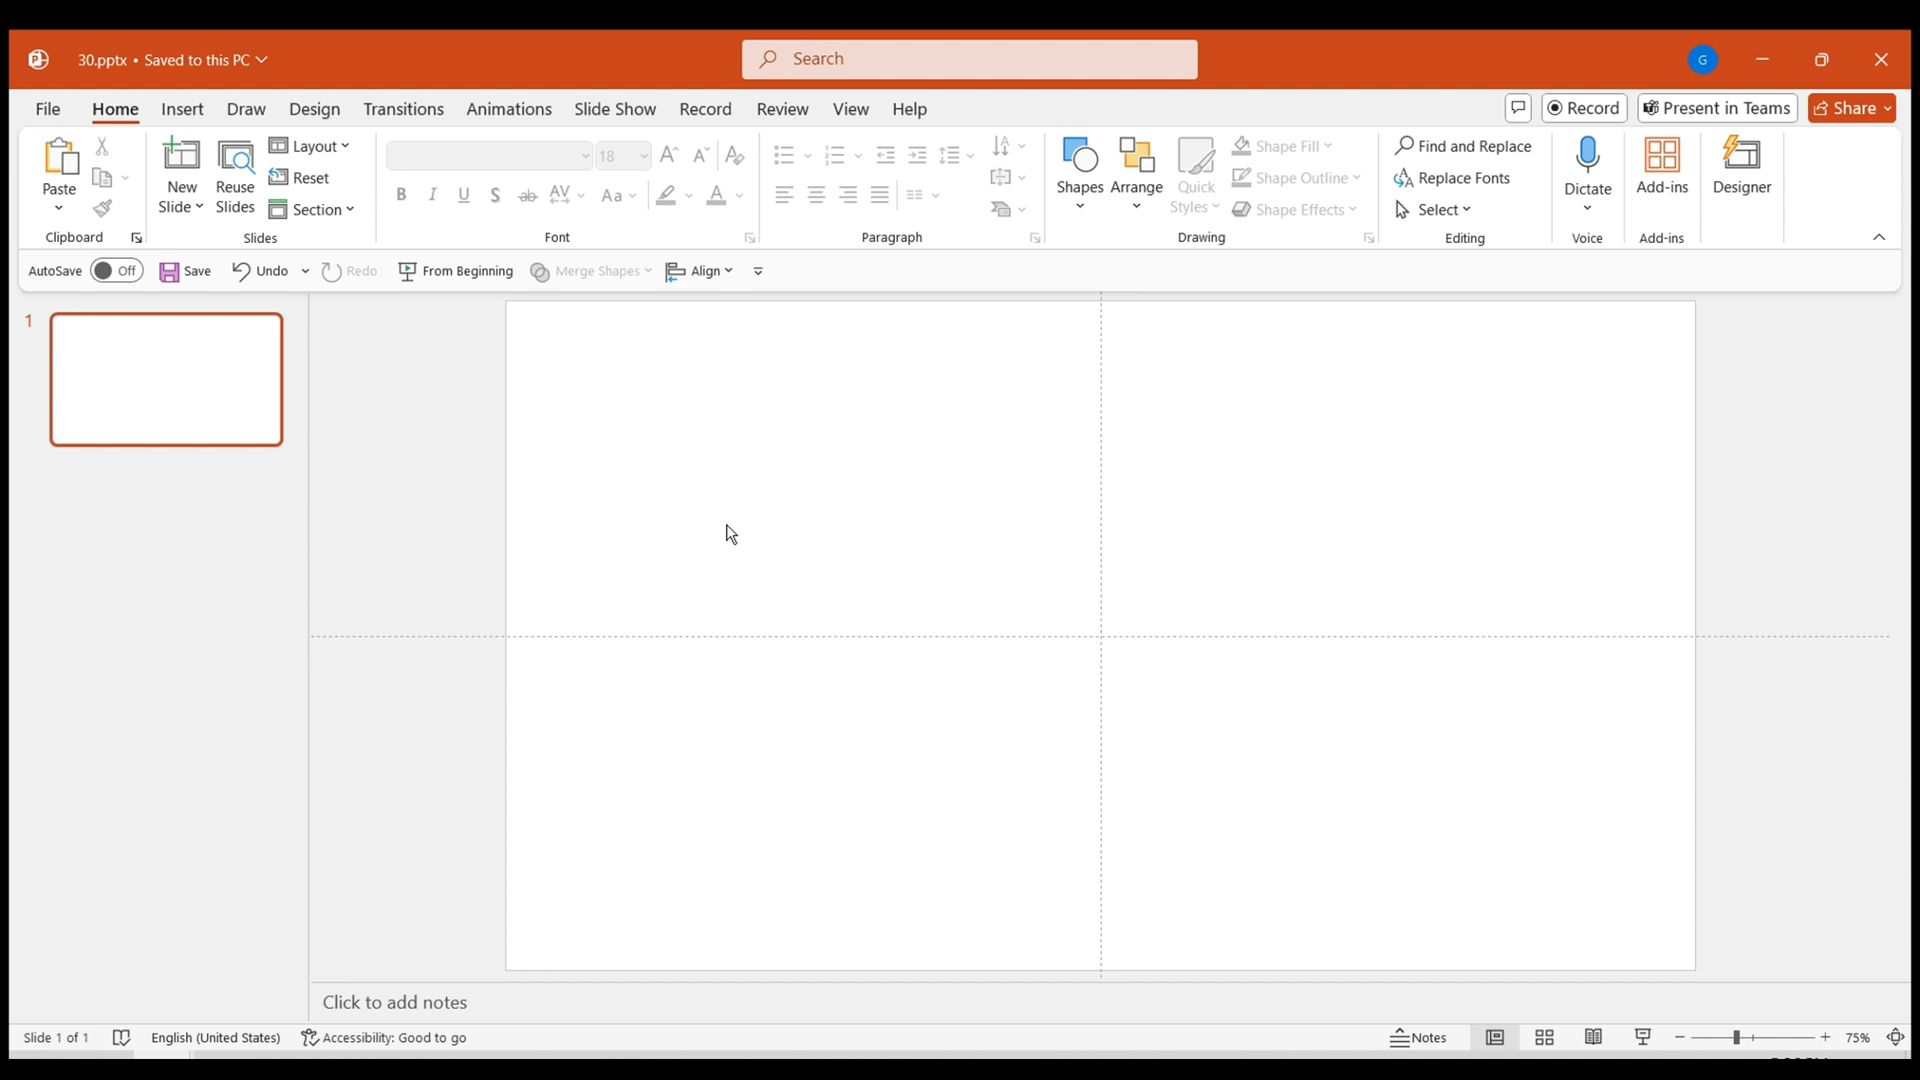 30.pptx • Saved to this PC
Search
G
File Home Insert Draw Design Transitions Animations Slide Show Record Review View Help
Record Present in Teams Share
Paste
Clipboard
New Slide
Reuse Slides
Layout
Reset
Section
Slides
18
B I U S ab AV Aa A
Font
Paragraph
Shapes
Arrange
Quick Styles
Shape Fill
Shape Outline
Shape Effects
Drawing
Find and Replace
Replace Fonts
Select
Editing
Dictate
Voice
Add-ins
Add-ins
Designer
AutoSave Off Save Undo Redo From Beginning Merge Shapes Align
1
Click to add notes
Slide 1 of 1 English (United States) Accessibility: Good to go Notes 75%